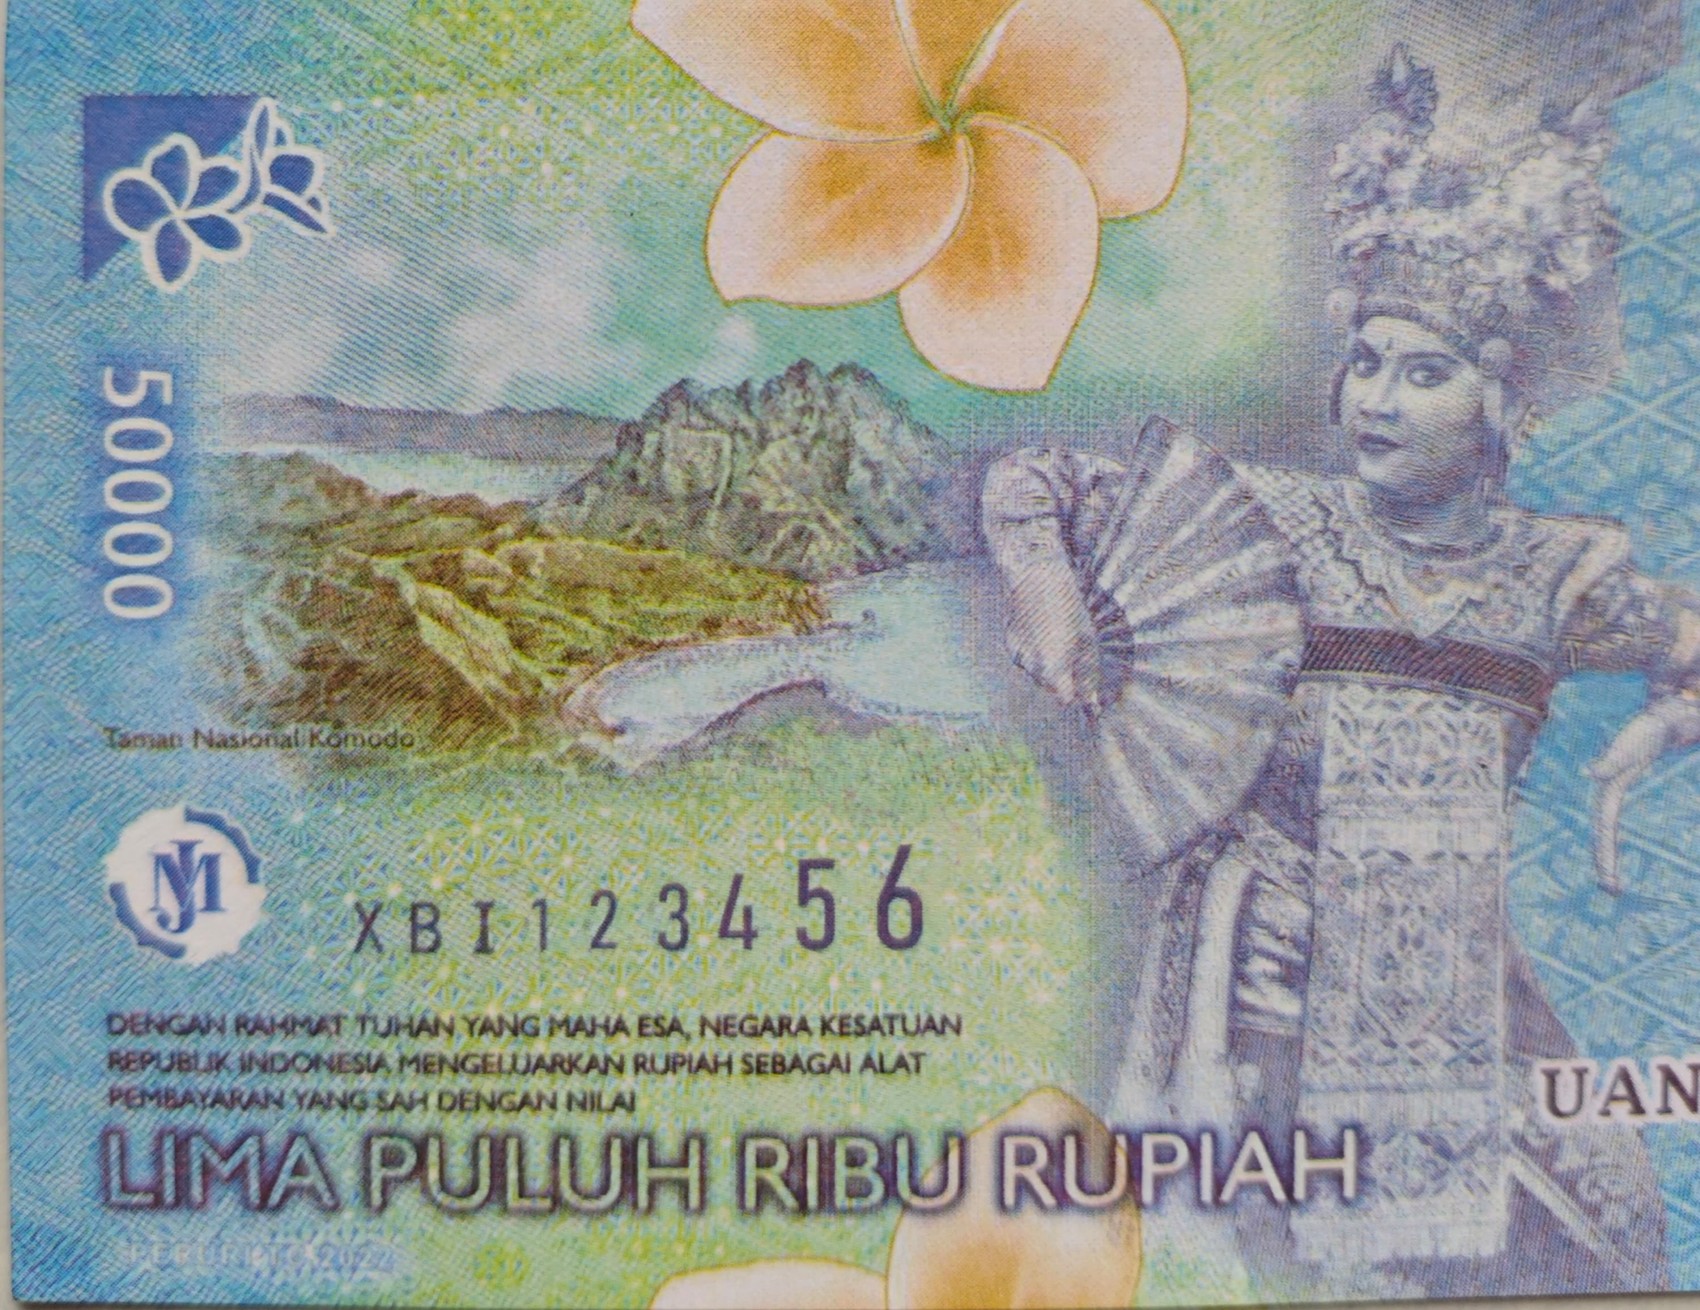 50000
Taman Nasional Komodo
JM
XBI123456
DENGAN RAHMAT TUHAN YANG MAHA ESA, NEGARA KESATUAN
REPUBLIK INDONESIA MENGELUARKAN RUPIAH SEBAGAI ALAT
PEMBAYARAN YANG SAH DENGAN NILAI
LIMA PULUH RIBU RUPIAH
UAN
PERURI T.C. 2022